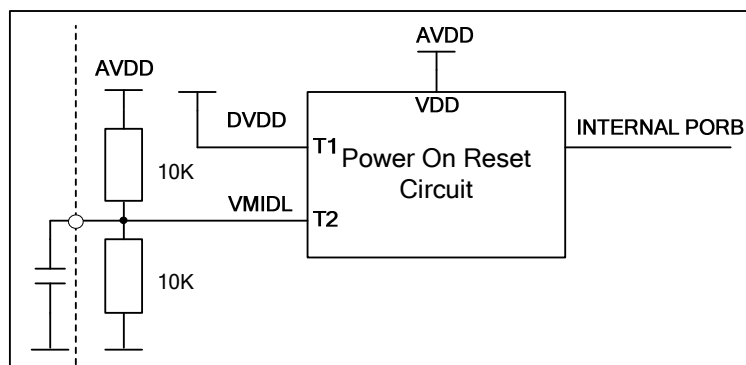 AVDD
AVDD
VDD
DVDD
T1
INTERNAL PORB
Power On Reset
Circuit
10K
VMIDL
T2
10K